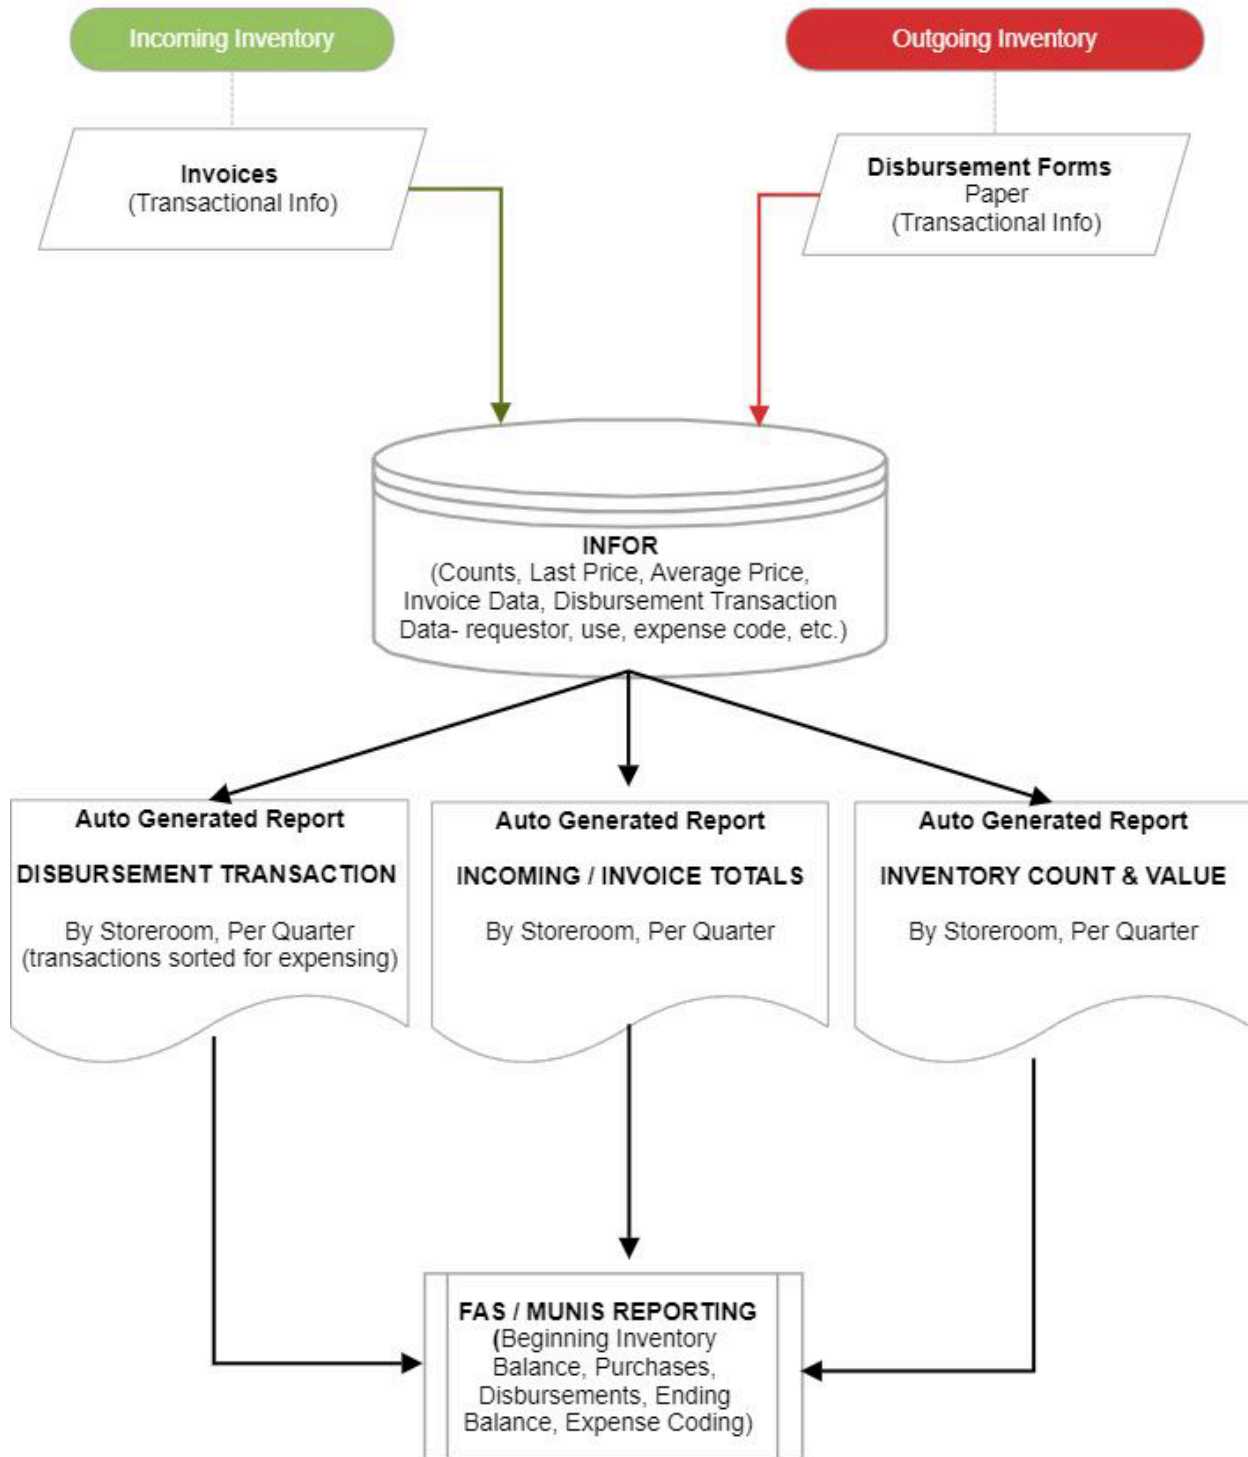 Incoming Inventory
Outgoing Inventory
Invoices
(Transactional Info)
Disbursement Forms
Paper
(Transactional Info)
INFOR
(Counts, Last Price, Average Price,
Invoice Data, Disbursement Transaction
Data- requestor, use, expense code, etc.)
Auto Generated Report
DISBURSEMENT TRANSACTION
By Storeroom, Per Quarter
(transactions sorted for expensing)
Auto Generated Report
INCOMING / INVOICE TOTALS
By Storeroom, Per Quarter
Auto Generated Report
INVENTORY COUNT & VALUE
By Storeroom, Per Quarter
FAS / MUNIS REPORTING
(Beginning Inventory
Balance, Purchases,
Disbursements, Ending
Balance, Expense Coding)